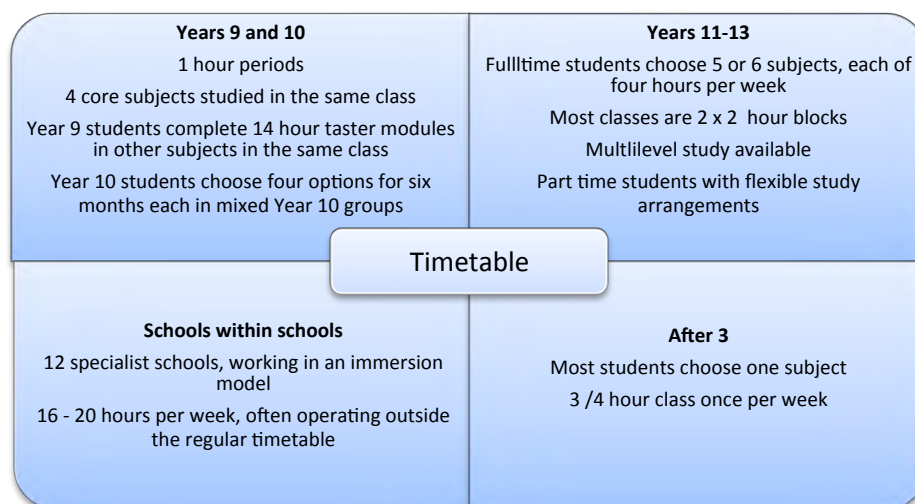 Years 9 and 10
1 hour periods
4 core subjects studied in the same class
Year 9 students complete 14 hour taster modules
in other subjects in the same class
Year 10 students choose four options for six
months each in mixed Year 10 groups
Years 11-13
Fullltime students choose 5 or 6 subjects, each of
four hours per week
Most classes are 2 x 2 hour blocks
Multlilevel study available
Part time students with flexible study
arrangements
Timetable
Schools within schools
12 specialist schools, working in an immersion
model
16 - 20 hours per week, often operating outside
the regular timetable
After 3
Most students choose one subject
3 /4 hour class once per week